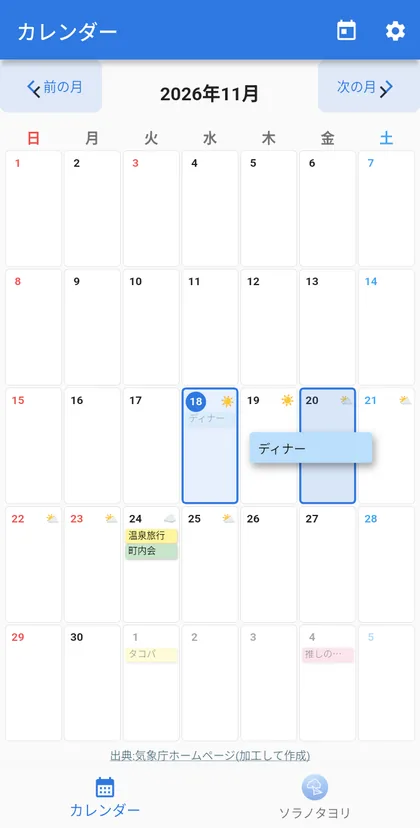 カレンダー
前の月
2026年11月
次の月
日 月 火 水 木 金 土
1 2 3 4 5 6 7
8 9 10 11 12 13 14
15 16 17 18 19 20 21
ディナー
ディナー
22 23 24 25 26 27 28
温泉旅行
町内会
29 30 1 2 3 4 5
タコパ 推しの…
出典:気象庁ホームページ(加工して作成)
カレンダー
ソラノタヨリ